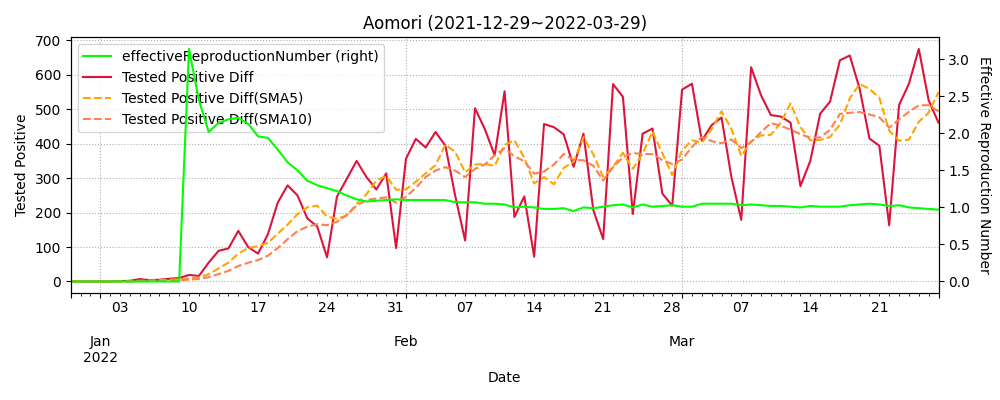 Aomori (2021-12-29~2022-03-29)
effectiveReproductionNumber (right)
Tested Positive Diff
Tested Positive Diff(SMA5)
Tested Positive Diff(SMA10)
Tested Positive
700
600
500
400
300
200
100
0
3.0
2.5
2.0
1.5
1.0
0.5
0.0
Effective Reproduction Number
03 10 17 24 31 07 14 21 28 07 14 21
Jan Feb Mar
2022
Date